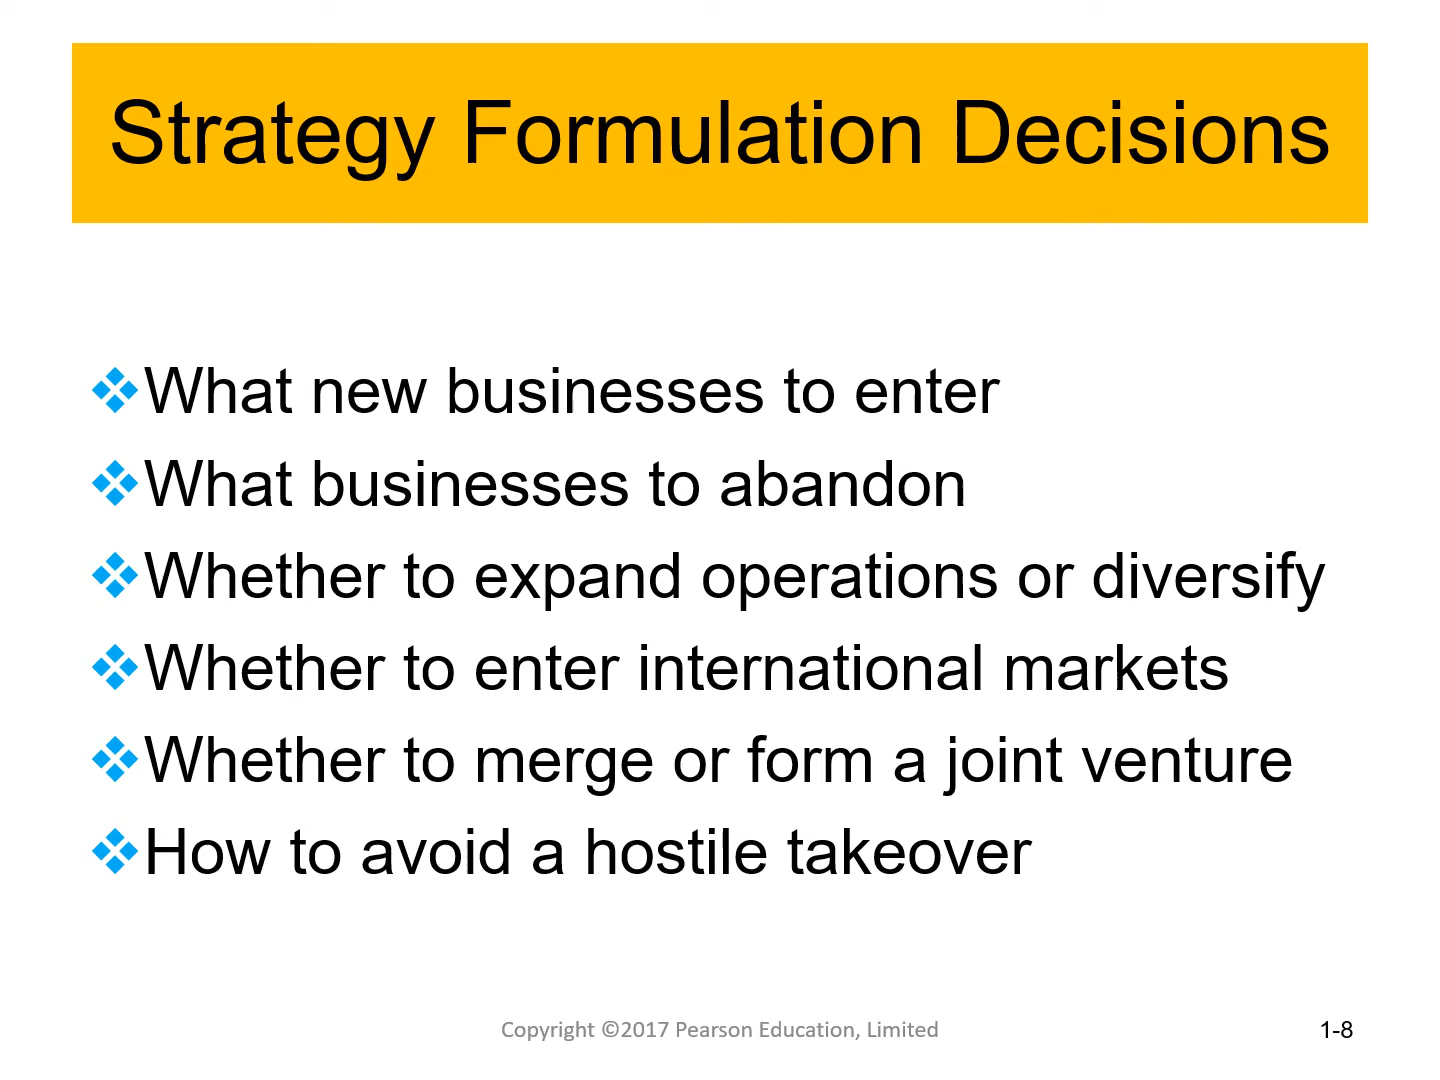 Strategy Formulation Decisions
What new businesses to enter
What businesses to abandon
Whether to expand operations or diversify
Whether to enter international markets
Whether to merge or form a joint venture
How to avoid a hostile takeover
Copyright ©2017 Pearson Education, Limited
1-8